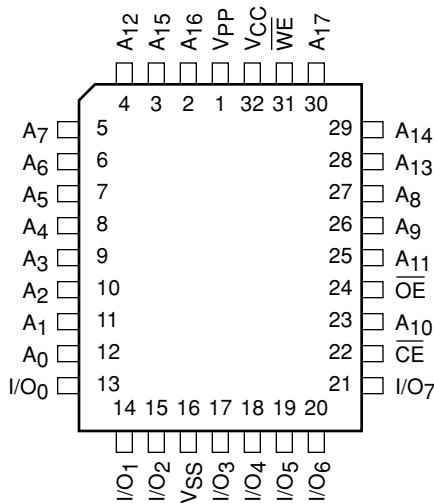 A12 A15 A16 VPP VCC W̅E̅ A17
4 3 2 1 32 31 30
A7 5 29 A14
A6 6 28 A13
A5 7 27 A8
A4 8 26 A9
A3 9 25 A11
A2 10 24 O̅E̅
A1 11 23 A10
A0 12 22 C̅E̅
I/O0 13 21 I/O7
14 15 16 17 18 19 20
I/O1 I/O2 VSS I/O3 I/O4 I/O5 I/O6